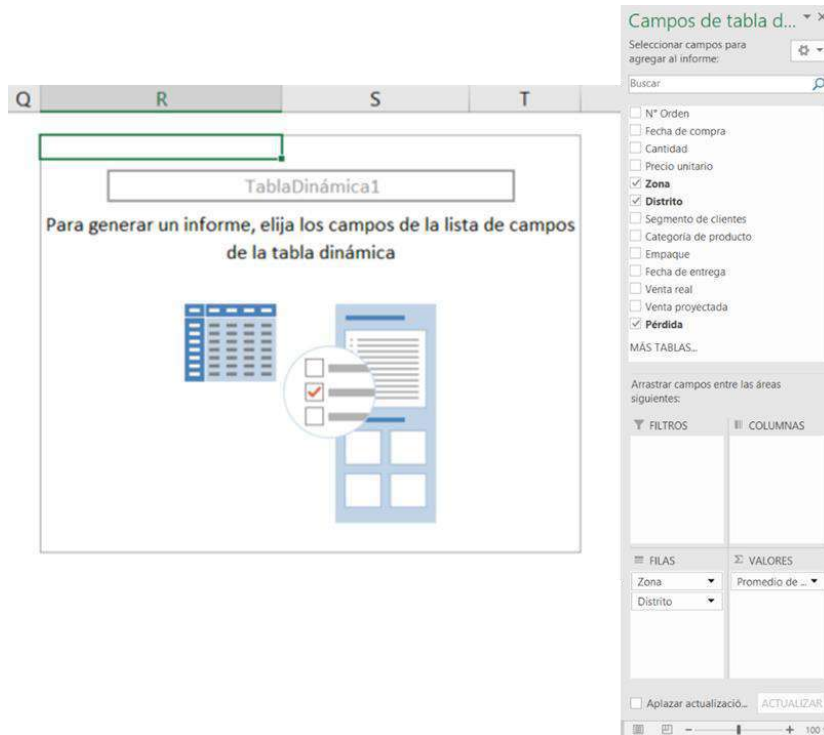 Campos de tabla d...
Seleccionar campos para
agregar al informe:
Buscar
Q R S T
TablaDinámica1
Para generar un informe, elija los campos de la lista de campos
de la tabla dinámica
N° Orden
Fecha de compra
Cantidad
Precio unitario
Zona
Distrito
Segmento de clientes
Categoría de producto
Empaque
Fecha de entrega
Venta real
Venta proyectada
Pérdida
MÁS TABLAS...
Arrastrar campos entre las áreas
siguientes:
FILTROS
COLUMNAS
FILAS
Σ VALORES
Zona
Promedio de ...
Distrito
Aplazar actualizació...
ACTUALIZAR
- + 100